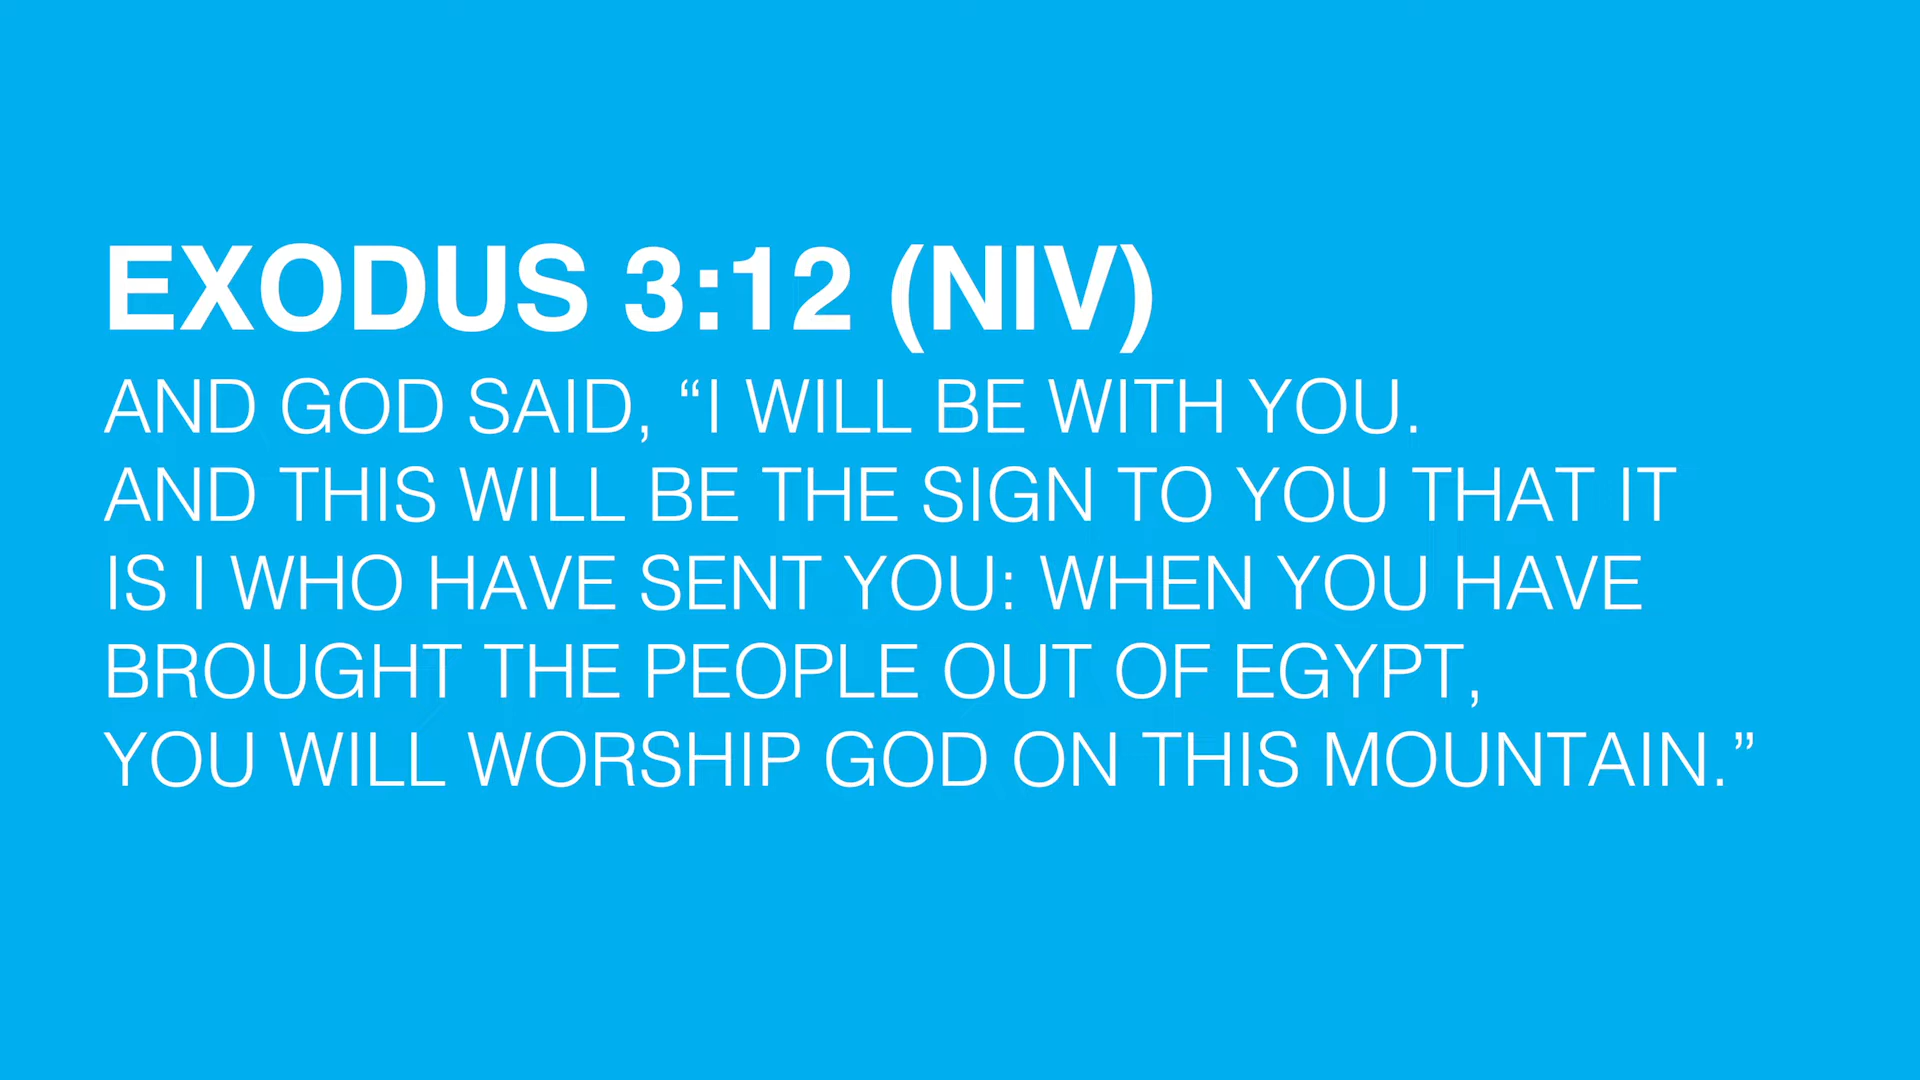 EXODUS 3:12 (NIV)
AND GOD SAID, “I WILL BE WITH YOU.
AND THIS WILL BE THE SIGN TO YOU THAT IT
IS I WHO HAVE SENT YOU: WHEN YOU HAVE
BROUGHT THE PEOPLE OUT OF EGYPT,
YOU WILL WORSHIP GOD ON THIS MOUNTAIN.”